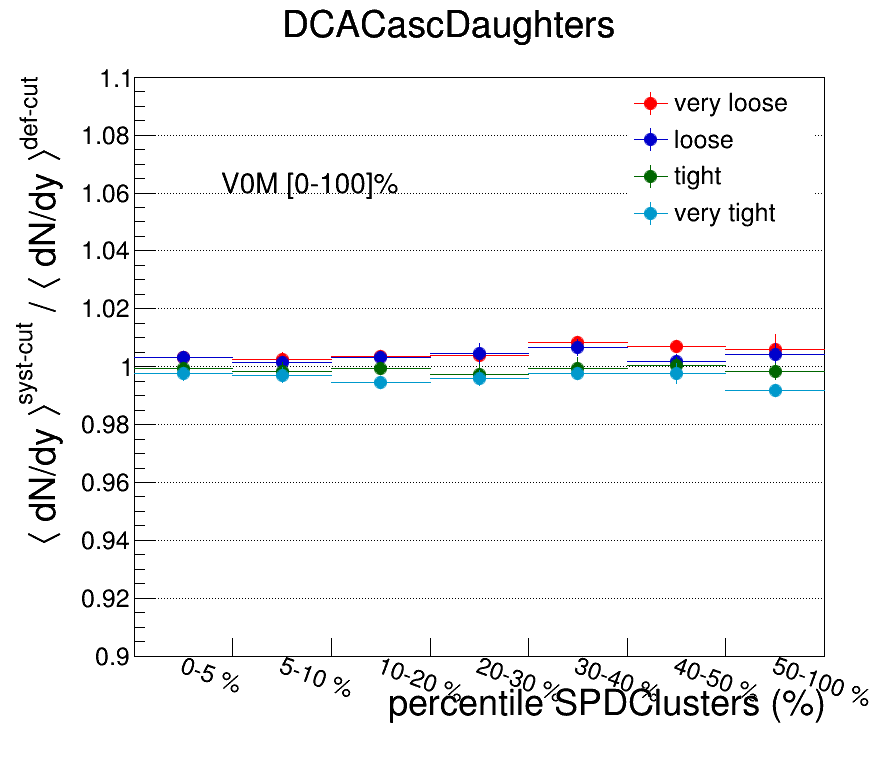 DCACascDaughters
⟨ dN/dy ⟩^syst-cut / ⟨ dN/dy ⟩^def-cut
1.1
1.08
1.06
1.04
1.02
1
0.98
0.96
0.94
0.92
0.9
V0M [0-100]%
very loose
loose
tight
very tight
0-5 %
5-10 %
10-20 %
20-30 %
30-40 %
40-50 %
50-100 %
percentile SPDClusters (%)